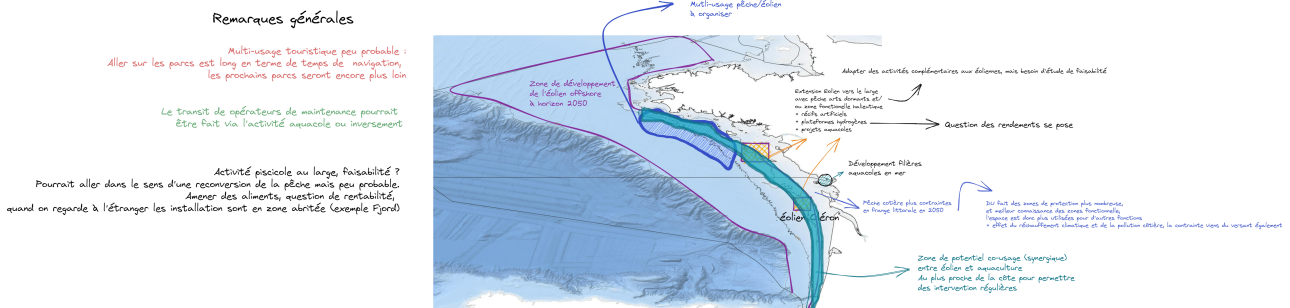 Remarques générales
Multi-usage touristique peu probable :
Aller sur les parcs est long en terme de temps de navigation,
les prochains parcs seront encore plus loin
Le transit de opérateurs de maintenance pourrait
être fait via l'activité aquacole ou inversement
Activité piscicole au large, faisabilité ?
Pourrait aller dans le sens d'une reconversion de la pêche mais peu probable.
Amener des aliments, question de rentabilité,
quand on regarde à l'étranger les installation sont en zone abritée (exemple Fjord)
Mutli-usage pêche/éolien
à organiser
Zone de développement
de l'éolien offshore
à horizon 2050
Adapter des activités complémentaires aux éoliennes, mais besoin d'étude de faisabilité
Extension Eolien vers le large
avec pêche arts dormants et/
ou zone fonctionelle halieutique
+ récifs artificiels
+ plateformes hydrogènes
+ projets aquacoles
Question des rendements se pose
Développement filières
aquacoles en mer
éolien
éron
Pêche cotière plus contraintes
en frange littorale en 2050
DU fait des zones de protection plus nombreuse,
et meilleur connaissance des zones fonctionnelle,
l'espace est donc plus utilisées pour d'autres fonctions
+ effet du réchauffement climatique et de la pollution côtière, la contrainte viens du versant également
Zone de potentiel co-usage (synergique)
entre éolien et aquaculture
Au plus proche de la côte pour permettre
des intervention régulières